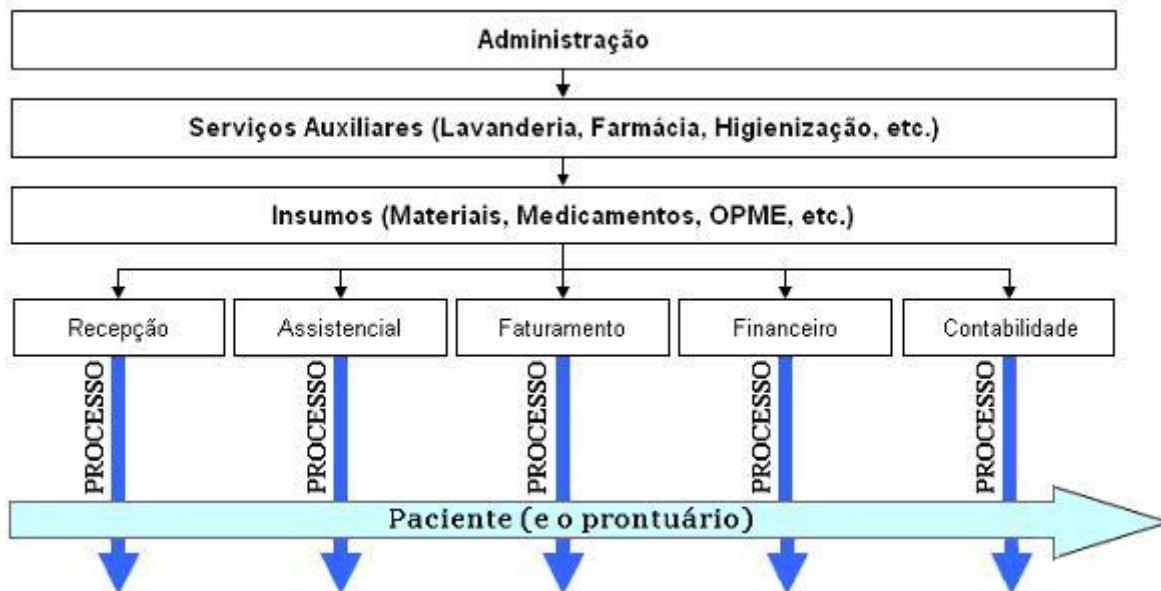 Administração
Serviços Auxiliares (Lavanderia, Farmácia, Higienização, etc.)
Insumos (Materiais, Medicamentos, OPME, etc.)
Recepção
Assistencial
Faturamento
Financeiro
Contabilidade
PROCESSO
PROCESSO
PROCESSO
PROCESSO
PROCESSO
Paciente (e o prontuário)